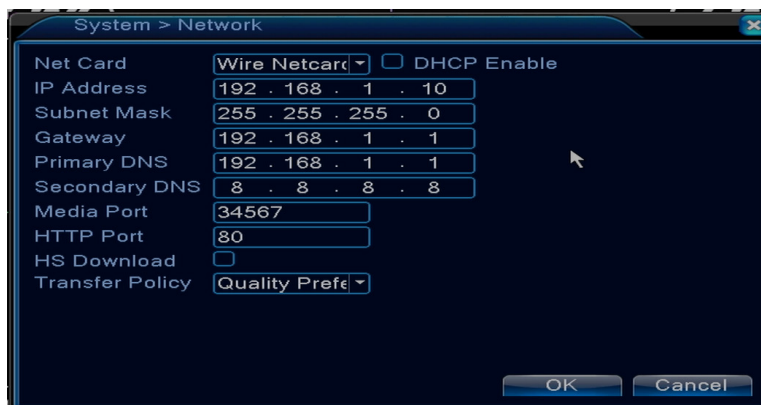 System > Network
Net Card Wire Netcarc DHCP Enable
IP Address 192 . 168 . 1 . 10
Subnet Mask 255 . 255 . 255 . 0
Gateway 192 . 168 . 1 . 1
Primary DNS 192 . 168 . 1 . 1
Secondary DNS 8 . 8 . 8 . 8
Media Port 34567
HTTP Port 80
HS Download
Transfer Policy Quality Prefe
OK Cancel